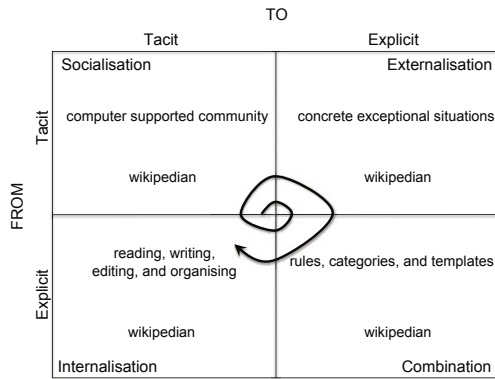 TO
Tacit Explicit
Socialisation Externalisation
FROM
Tacit
computer supported community concrete exceptional situations
wikipedian wikipedian
Explicit
reading, writing,
editing, and organising
rules, categories, and templates
wikipedian wikipedian
Internalisation Combination